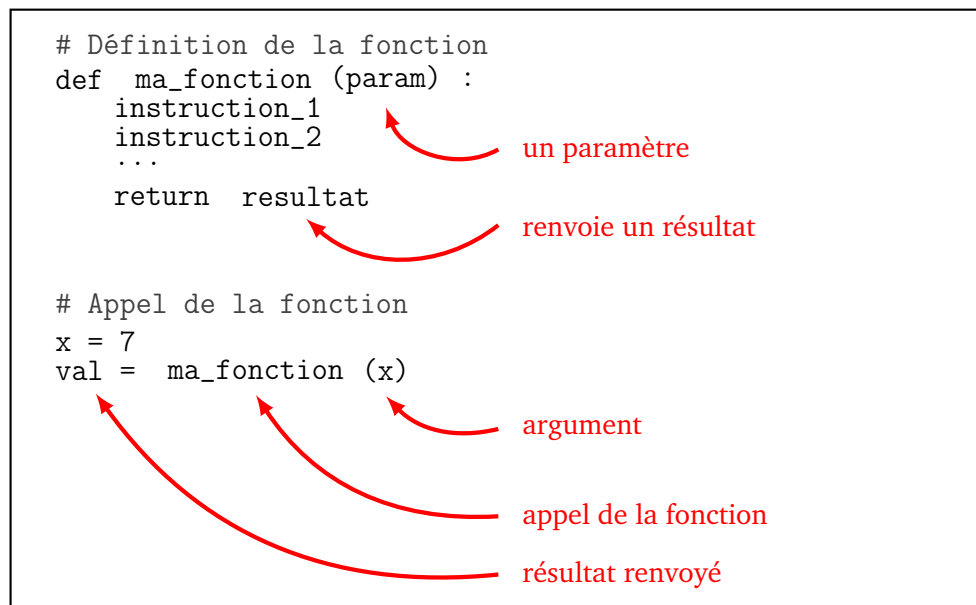 # Définition de la fonction
def ma_fonction (param) :
instruction_1
instruction_2
...
un paramètre
return resultat
renvoie un résultat
# Appel de la fonction
x = 7
val = ma_fonction (x)
argument
appel de la fonction
résultat renvoyé